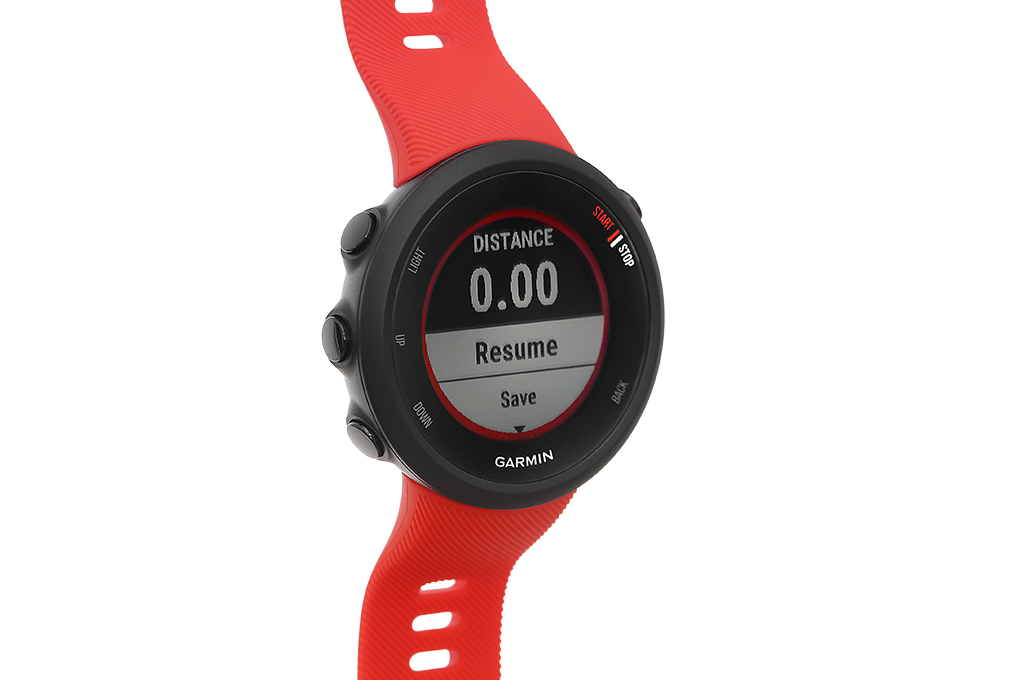 START
STOP
LIGHT
DISTANCE
0.00
UP
Resume
Save
DOWN
BACK
GARMIN